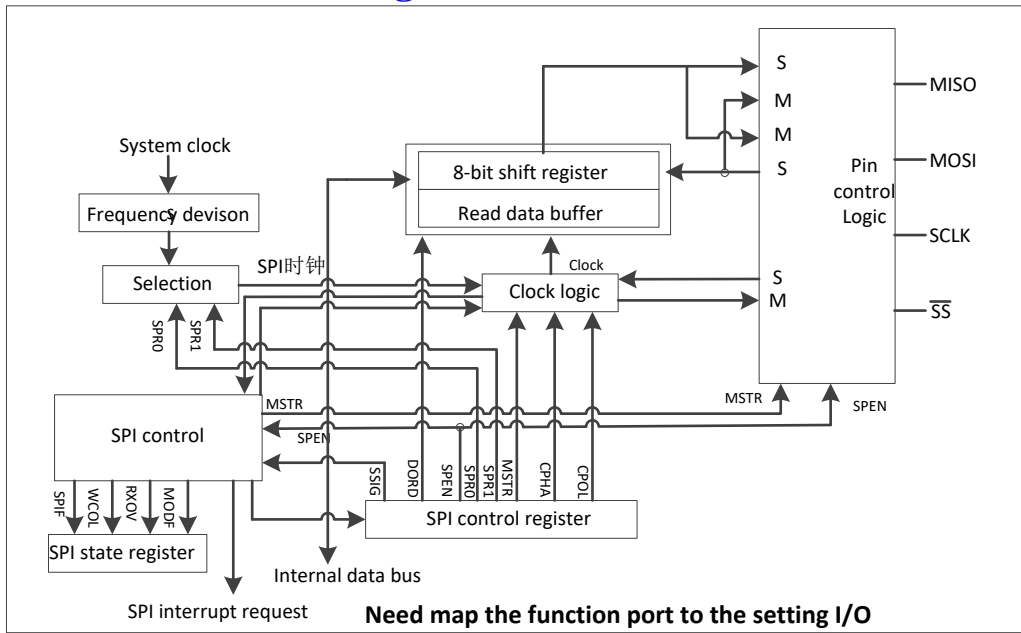 S
M
MISO
M
System clock
8-bit shift register
S
Pin
control
Logic
MOSI
Frequency devison
s
Read data buffer
SCLK
SPI时钟
Clock
S
Selection
Clock logic
M
SS
SPR0
SPR1
MSTR
MSTR
SPEN
SPI control
SPEN
SSIG
DORD
SPEN
SPR0
SPR1
MSTR
CPHA
CPOL
SPIF
WCOL
RXOV
MODF
SPI control register
SPI state register
Internal data bus
SPI interrupt request
Need map the function port to the setting I/O